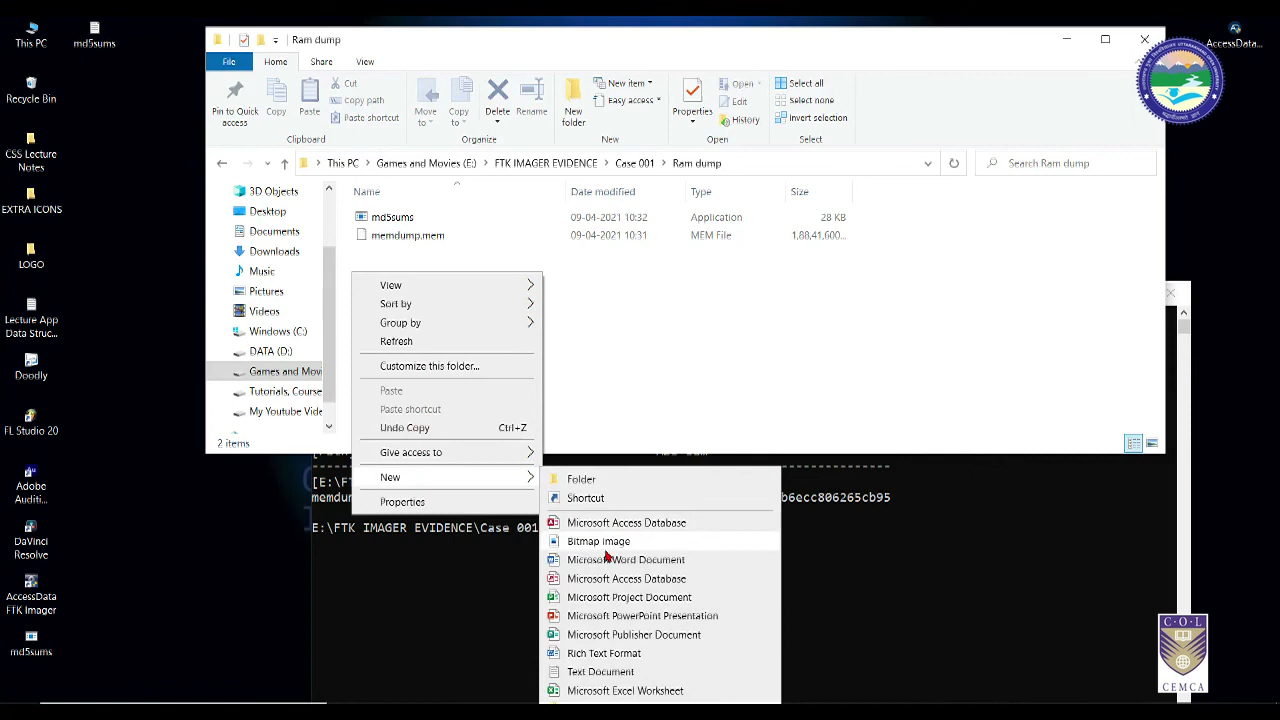 This PC
md5sums
Recycle Bin
CSS Lecture
Notes
EXTRA ICONS
LOGO
Lecture App
Data Struc...
Doodly
FL Studio 20
Adobe
Auditi...
DaVinci
Resolve
AccessData
FTK Imager
md5sums
AccessData...
Ram dump
File
Home
Share
View
Pin to Quick
access
Copy
Paste
Cut
Copy path
Paste shortcut
Clipboard
Move
to
Copy
to
Delete
Rename
Organize
New
folder
New item
Easy access
New
Properties
Open
Edit
History
Open
Select all
Select none
Invert selection
Select
This PC > Games and Movies (E:) > FTK IMAGER EVIDENCE > Case 001 > Ram dump
Search Ram dump
3D Objects
Desktop
Documents
Downloads
Music
Pictures
Videos
Windows (C:)
DATA (D:)
Games and Movi
Tutorials, Course
My Youtube Vide
Name Date modified Type Size
md5sums 09-04-2021 10:32 Application 28 KB
memdump.mem 09-04-2021 10:31 MEM File 1,88,41,600...
2 items
View
Sort by
Group by
Refresh
Customize this folder...
Paste
Paste shortcut
Undo Copy Ctrl+Z
Give access to
New
Properties
Folder
Shortcut
Microsoft Access Database
Bitmap image
Microsoft Word Document
Microsoft Access Database
Microsoft Project Document
Microsoft PowerPoint Presentation
Microsoft Publisher Document
Rich Text Format
Text Document
Microsoft Excel Worksheet
[E:\FT
memdum
b6ecc806265cb95
E:\FTK IMAGER EVIDENCE\Case 001
C·O·L
CEMCA